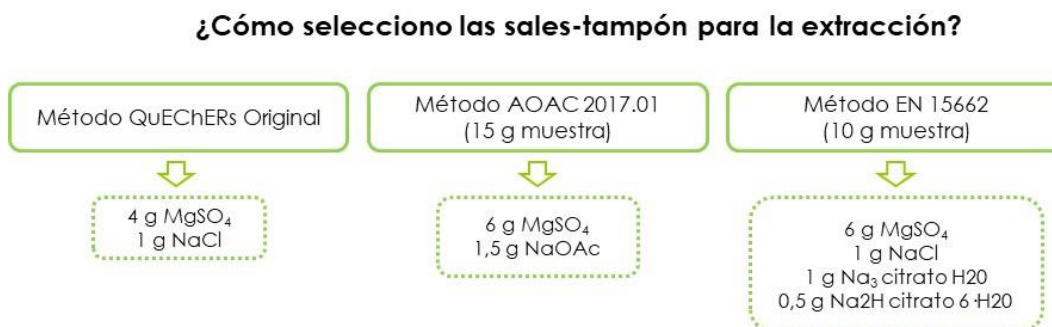 ¿Cómo selecciono las sales-tampón para la extracción?
Método QuEChERs Original
4 g MgSO₄
1 g NaCl
Método AOAC 2017.01
(15 g muestra)
6 g MgSO₄
1,5 g NaOAc
Método EN 15662
(10 g muestra)
6 g MgSO₄
1 g NaCl
1 g Na₃ citrato H20
0,5 g Na2H citrato 6·H20